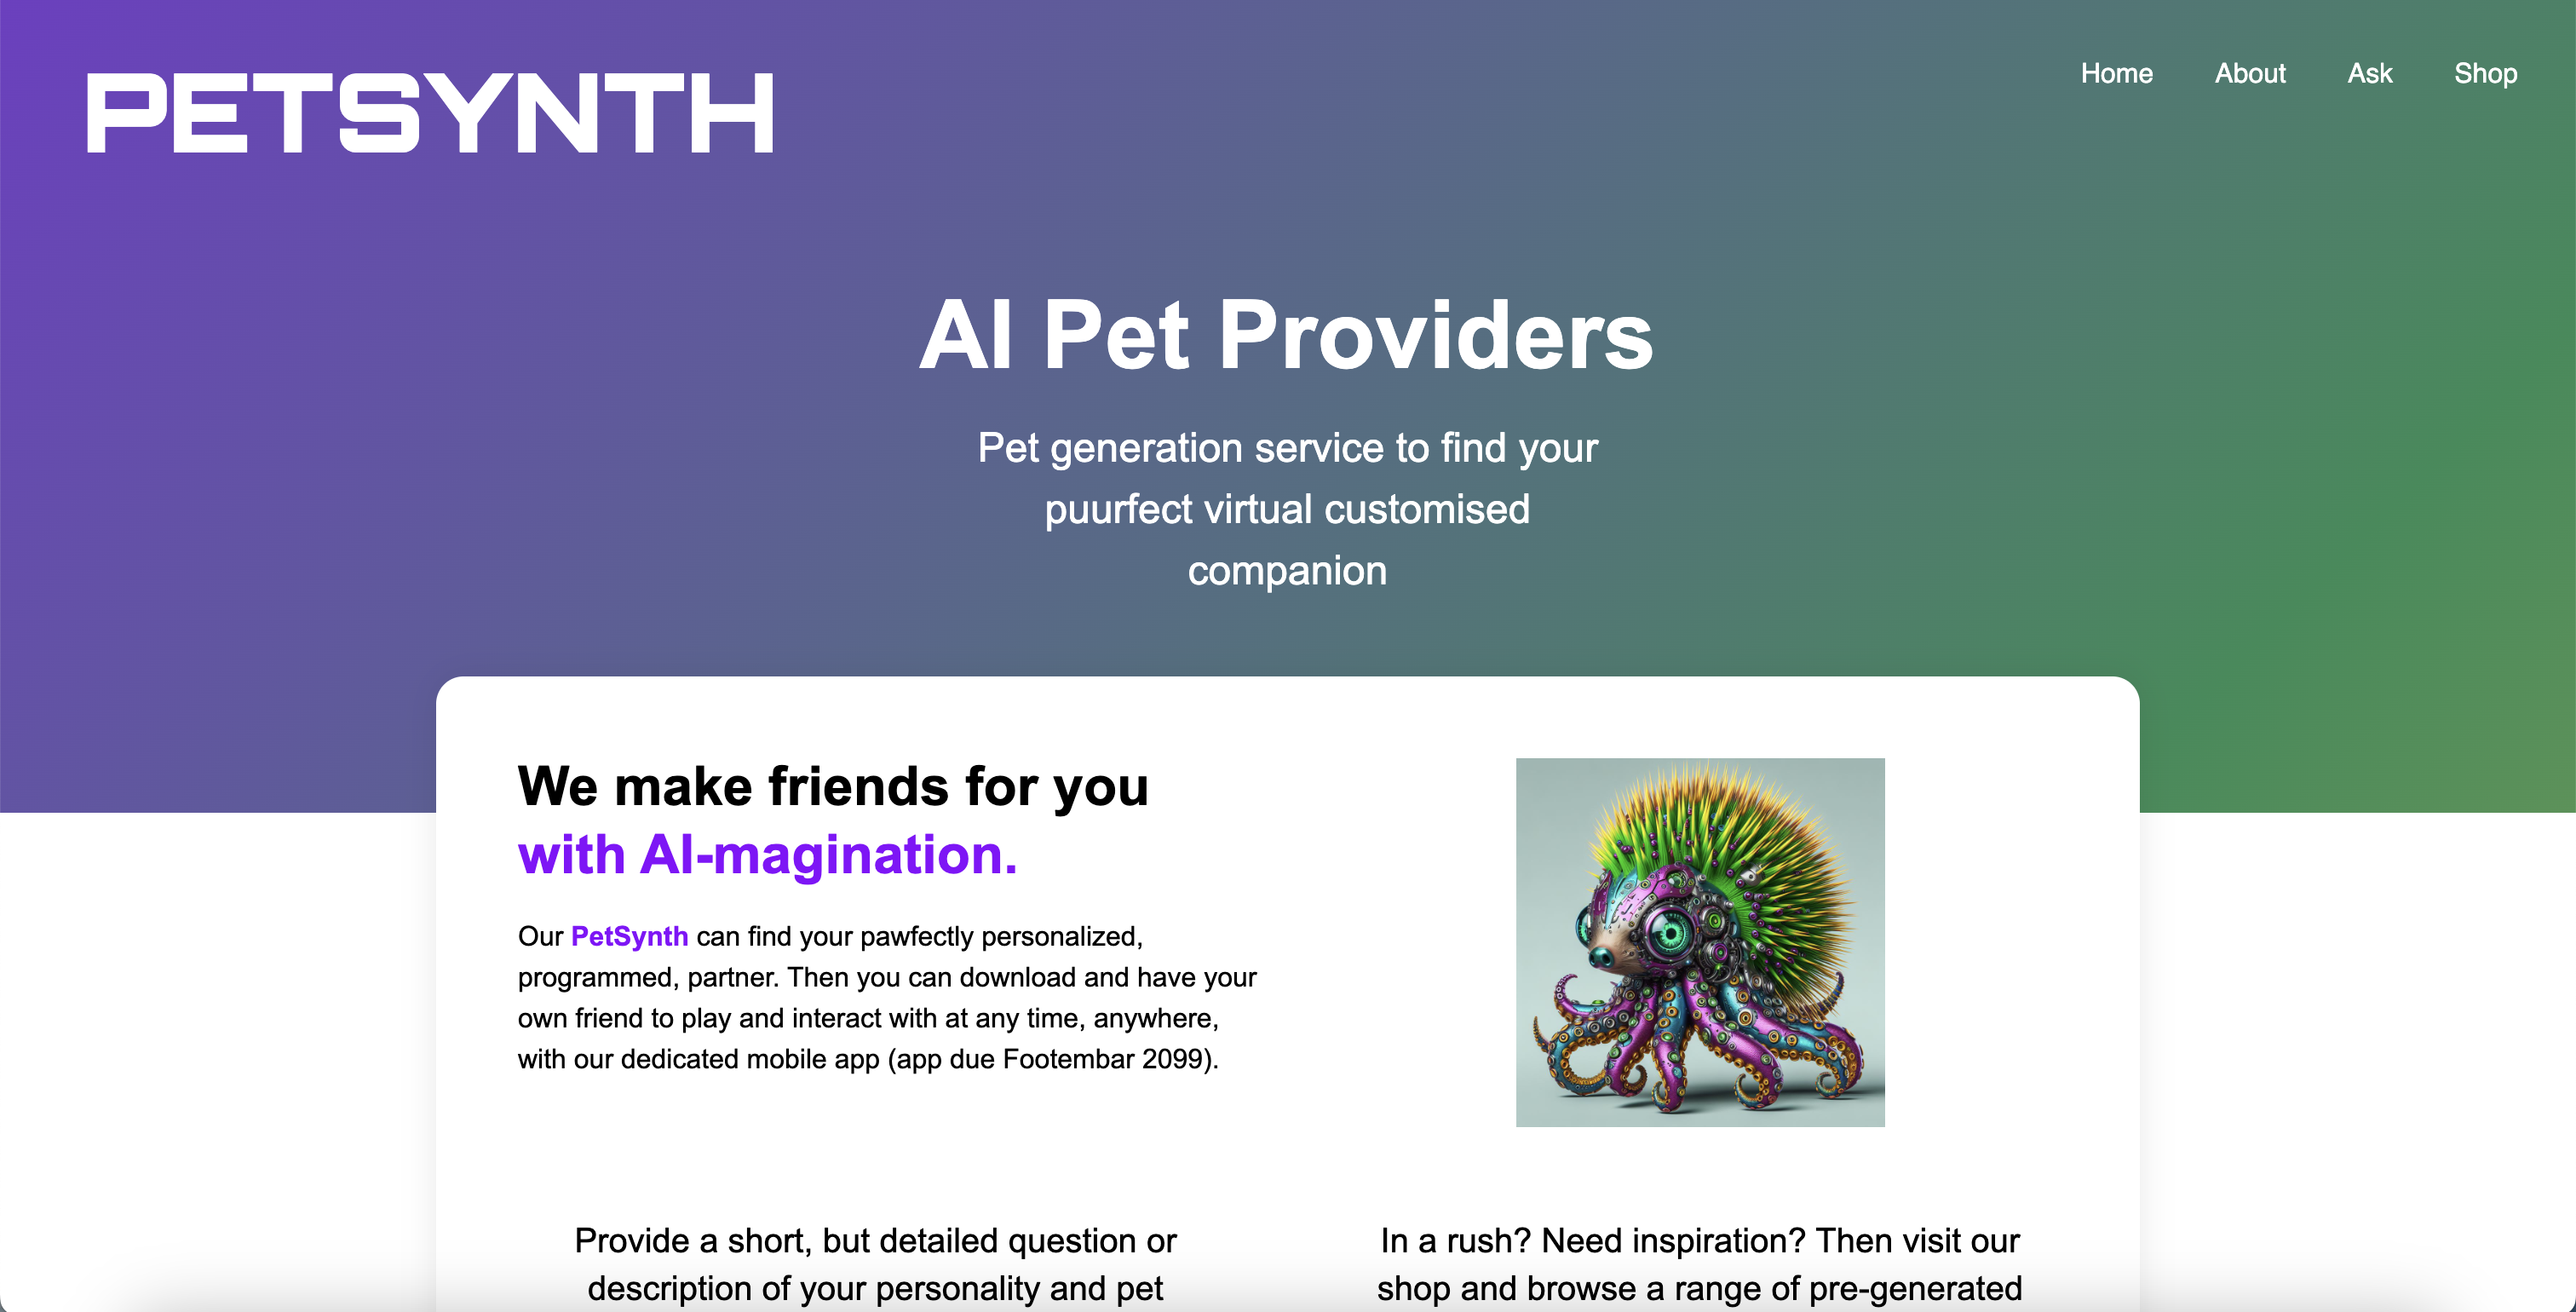 PETSYNTH
Home About Ask Shop
AI Pet Providers
Pet generation service to find your
puurfect virtual customised
companion
We make friends for you
with AI-magination.
Our PetSynth can find your pawfectly personalized,
programmed, partner. Then you can download and have your
own friend to play and interact with at any time, anywhere,
with our dedicated mobile app (app due Footembar 2099).
Provide a short, but detailed question or
description of your personality and pet
In a rush? Need inspiration? Then visit our
shop and browse a range of pre-generated